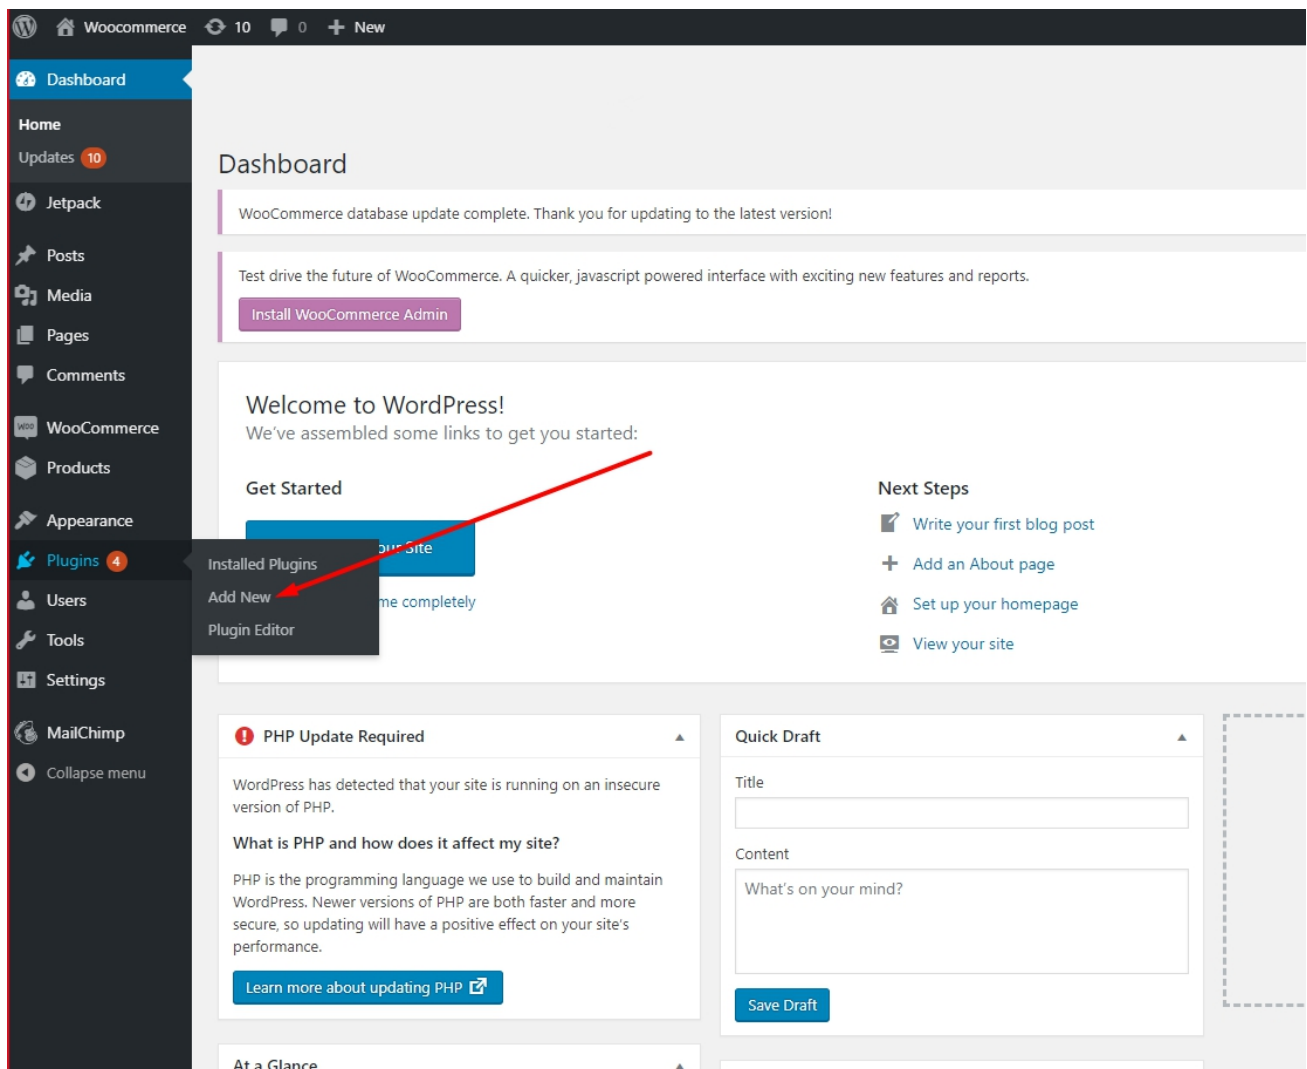 Woocommerce 10 0 New
Dashboard
Home
Updates 10
Jetpack
Posts
Media
Pages
Comments
WooCommerce
Products
Appearance
Plugins 4
Users
Tools
Settings
MailChimp
Collapse menu
Installed Plugins
Add New
Plugin Editor
Dashboard
WooCommerce database update complete. Thank you for updating to the latest version!
Test drive the future of WooCommerce. A quicker, javascript powered interface with exciting new features and reports.
Install WooCommerce Admin
Welcome to WordPress!
We've assembled some links to get you started:
Get Started
Site
completely
Next Steps
Write your first blog post
Add an About page
Set up your homepage
View your site
PHP Update Required
WordPress has detected that your site is running on an insecure
version of PHP.
What is PHP and how does it affect my site?
PHP is the programming language we use to build and maintain
WordPress. Newer versions of PHP are both faster and more
secure, so updating will have a positive effect on your site's
performance.
Learn more about updating PHP
At a Glance
Quick Draft
Title
Content
What's on your mind?
Save Draft